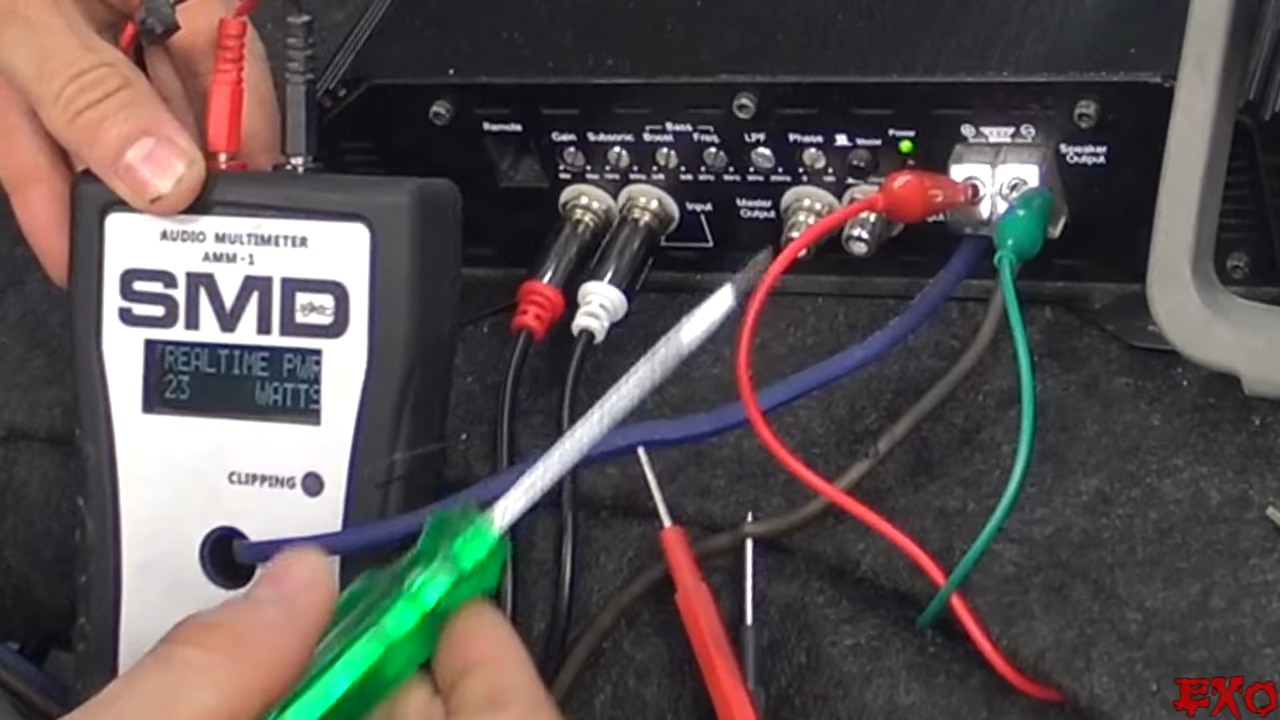 Remote
Gain
Subsonic
Bass
Boost
Freq.
LPF
Phase
Master
Power
Speaker
Output
Input
Master
Output
AUDIO MULTIMETER
AMM-1
SMD
REALTIME PWR
23 WATTS
CLIPPING
EXO